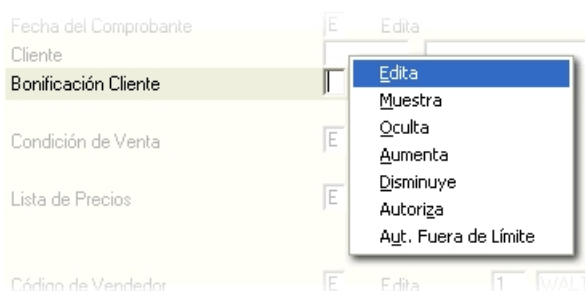 Fecha del Comprobante E Edita
Cliente
Bonificación Cliente
Edita
Muestra
Oculta
Aumenta
Disminuye
Autoriza
Aut. Fuera de Límite
Condición de Venta E
Lista de Precios E
Código de Vendedor E Edita 1 WAL